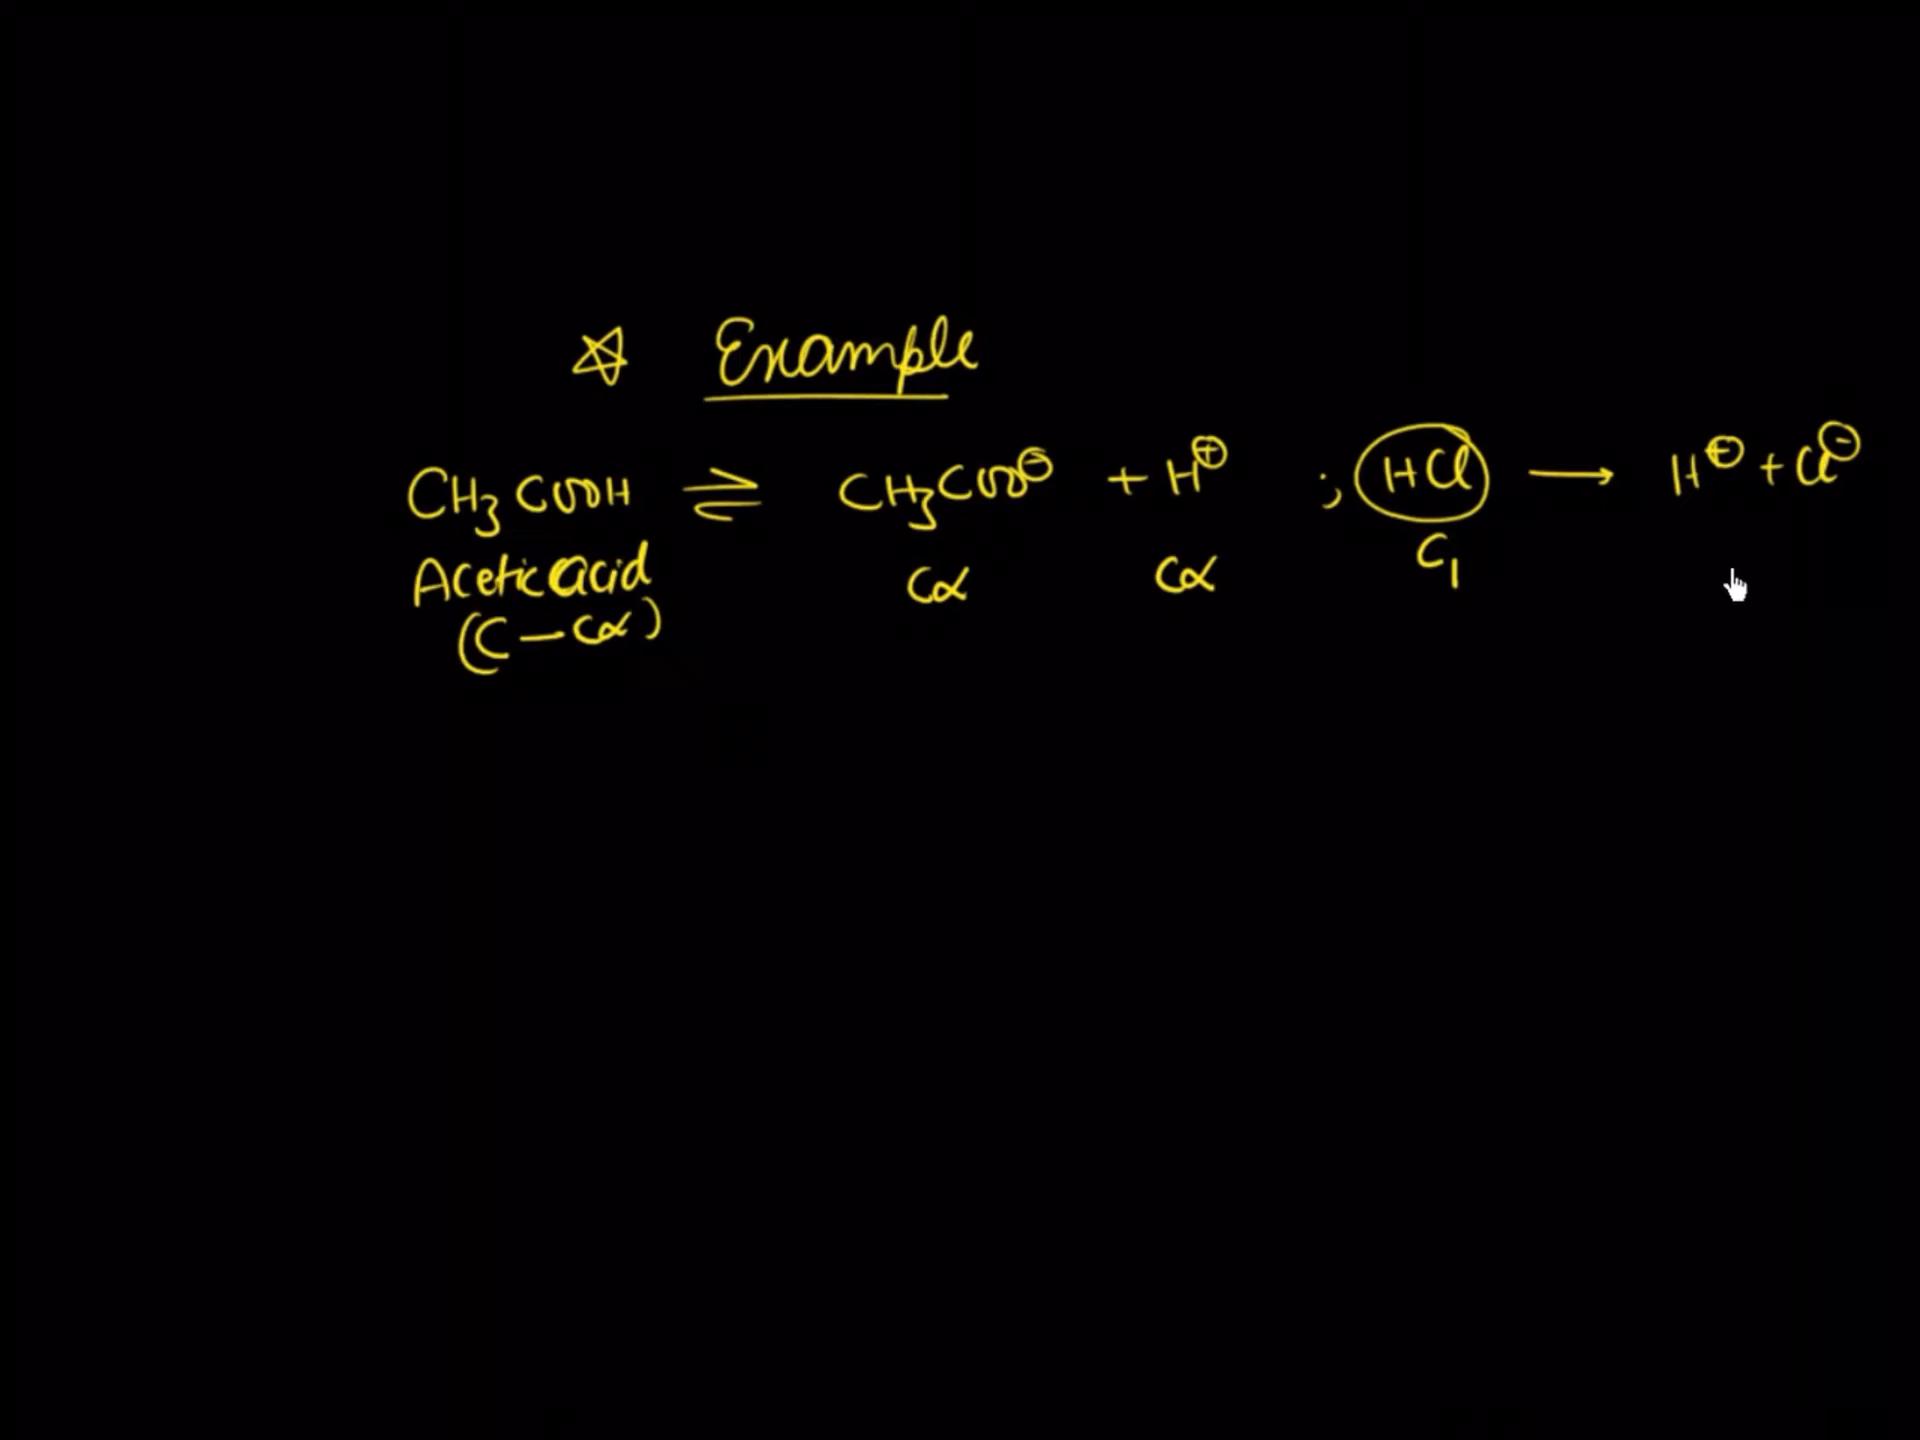 ☆ Example
CH₃COOH ⇌ CH₃COO⊖ + H⊕ ; HCl → H⊕ + Cl⊖
Acetic acid Cα Cα C₁
(C – Cα)